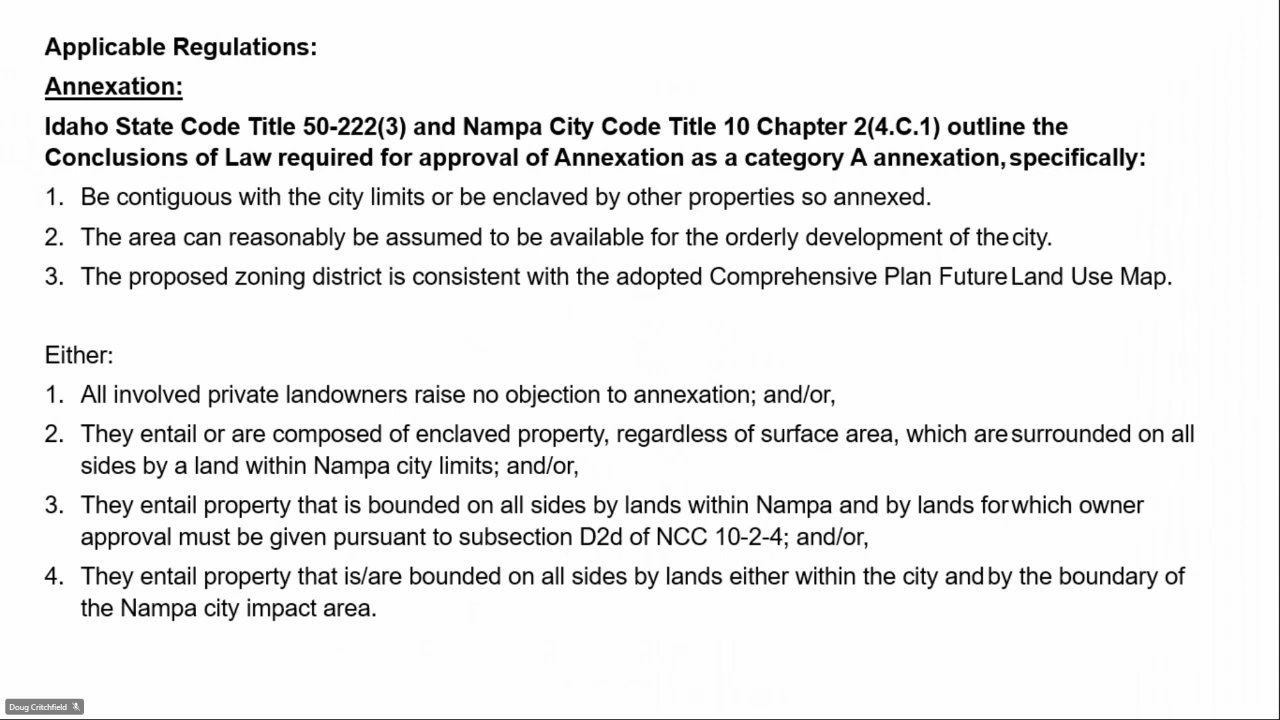 Applicable Regulations:
Annexation:
Idaho State Code Title 50-222(3) and Nampa City Code Title 10 Chapter 2(4.C.1) outline the
Conclusions of Law required for approval of Annexation as a category A annexation, specifically:
1. Be contiguous with the city limits or be enclaved by other properties so annexed.
2. The area can reasonably be assumed to be available for the orderly development of the city.
3. The proposed zoning district is consistent with the adopted Comprehensive Plan Future Land Use Map.
Either:
1. All involved private landowners raise no objection to annexation; and/or,
2. They entail or are composed of enclaved property, regardless of surface area, which are surrounded on all
sides by a land within Nampa city limits; and/or,
3. They entail property that is bounded on all sides by lands within Nampa and by lands for which owner
approval must be given pursuant to subsection D2d of NCC 10-2-4; and/or,
4. They entail property that is/are bounded on all sides by lands either within the city and by the boundary of
the Nampa city impact area.
Doug Critchfield